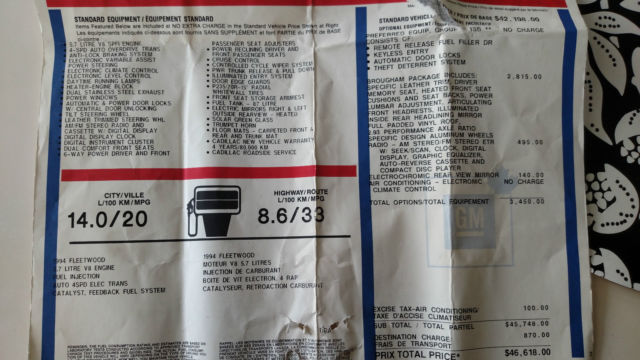 STANDARD EQUIPMENT / ÉQUIPEMENT STANDARD
Items Featured Below are Included at NO EXTRA CHARGE in the Standard Vehicle Price Shown at Right
Les équipements indiqués ci-dessous sont fournis SANS SUPPLÉMENT et font PARTIE du PRIX de BASE
ci-contre
5.7 LITRE V8 SPFI ENGINE
4-SPD AUTO OVERDRIVE TRANS
ANTI-LOCK BRAKING SYSTEM
ELECTRONIC VARIABLE ASSIST
POWER STEERING
ELECTRONIC CLIMATE CONTROL
ELECTRONIC LEVEL CONTROL
DAYTIME RUNNING LAMPS
HEATER-ENGINE BLOCK
DUAL STAINLESS STEEL EXHAUST
POWER WINDOWS
AUTOMATIC & POWER DOOR LOCKS
W/ CENTRAL DOOR UNLOCKING
TILT STEERING WHEEL
LEATHER TRIMMED STEERING WHL
AM/FM STEREO RADIO AND
CASSETTE W/ DIGITAL DISPLAY
DIGITAL DISPLAY CLOCK
DIGITAL INSTRUMENT CLUSTER
DUAL COMFORT FRONT SEATS
6-WAY POWER DRIVER AND FRONT
PASSENGER SEAT ADJUSTERS
POWER RECLINING DRIVER AND
FRONT PASSENGER SEATS
CRUISE CONTROL
CONTROLLED CYCLE WIPER SYSTEM
PWR TRUNK RELEASE & PULL DOWN
ILLUMINATED ENTRY SYSTEM
DOOR EDGE GUARDS
P235/70R-15 RADIAL
WHITEWALL TIRES
FRONT SEAT STORAGE ARMREST
FUEL TANK - 87 LITRE
ELECTRIC MIRRORS RIGHT & LEFT
OUTSIDE REARVIEW - HEATED
SOLAR GREEN GLASS
TRUMPET HORN
FLOOR MATS - CARPETED FRONT &
REAR AND TRUNK MAT
CADILLAC NEW VEHICLE WARRANTY
4 YEARS/80,000 KM
CADILLAC ROADSIDE SERVICE
CITY/VILLE
L/100 KM/MPG
14.0/20
HIGHWAY/ROUTE
L/100 KM/MPG
8.6/33
1994 FLEETWOOD
5.7 LITRE V8 ENGINE
FUEL INJECTION
AUTO 4SPD ELEC TRANS
CATALYST, FEEDBACK FUEL SYSTEM
1994 FLEETWOOD
MOTEUR V8 5.7 LITRES
INJECTION DE CARBURANT
BOITE DE VIT ELECTRON. 4 RAP
CATALYSEUR, RETROACTION CARBURANT
STANDARD VEHICLE PRIX DE BASE $42,198.00
OPTIONAL EQUIPMENT
PREFERRED EQUIP. GROUP 1SB ** NO CHARGE
CONSISTS OF:
REMOTE RELEASE FUEL FILLER DR
KEYLESS ENTRY
AUTOMATIC DOOR LOCKS
THEFT DETERRENT SYSTEM
BROUGHAM PACKAGE INCLUDES: 2,815.00
SPECIFIC LEATHER TRIM, DRIVER
MEMORY SEAT, HEATED FRONT SEAT
CUSHIONS AND SEAT BACKS, POWER
LUMBAR ADJUSTMENT, ARTICULATING
FRONT HEADRESTS, ILLUMINATED
INSIDE REAR HEADLINING MIRROR
FULL PADDED VINYL ROOF,
2.93 PERFORMANCE AXLE RATIO
SPECIFIC DESIGN ALUMINUM WHEELS
RADIO - AM STEREO/FM STEREO ETR 495.00
W/ SEEK/SCAN, CLOCK, DIGITAL
DISPLAY, GRAPHIC EQUALIZER,
AUTO-REVERSE CASSETTE AND
COMPACT DISC PLAYER
ELECTROCHROMIC REAR VIEW MIRROR 140.00
AIR CONDITIONING - ELECTRONIC NO CHARGE
CLIMATE CONTROL
TOTAL OPTIONS/TOTAL EQUIPEMENT 3,450.00
GM
EXCISE TAX-AIR CONDITIONING/ 100.00
TAXE D'ACCISE CLIMATISEUR
SUB TOTAL / TOTAL PARTIEL $45,748.00
DESTINATION CHARGE/ 870.00
FRAIS DE TRANSPORT
PRIX TOTAL PRICE* $46,618.00